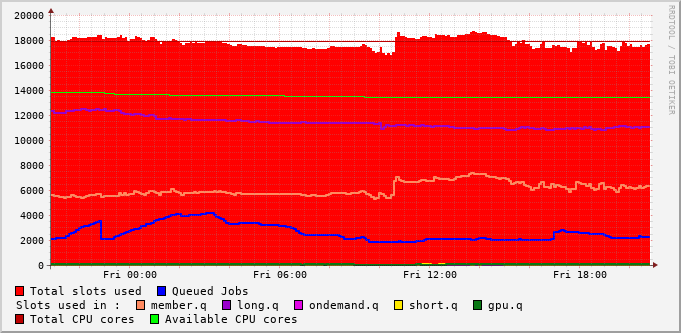 RRDTOOL / TOBI OETIKER
20000
18000
16000
14000
12000
10000
8000
6000
4000
2000
0
Fri 00:00 Fri 06:00 Fri 12:00 Fri 18:00
Total slots used Queued Jobs
Slots used in : member.q long.q ondemand.q short.q gpu.q
Total CPU cores Available CPU cores